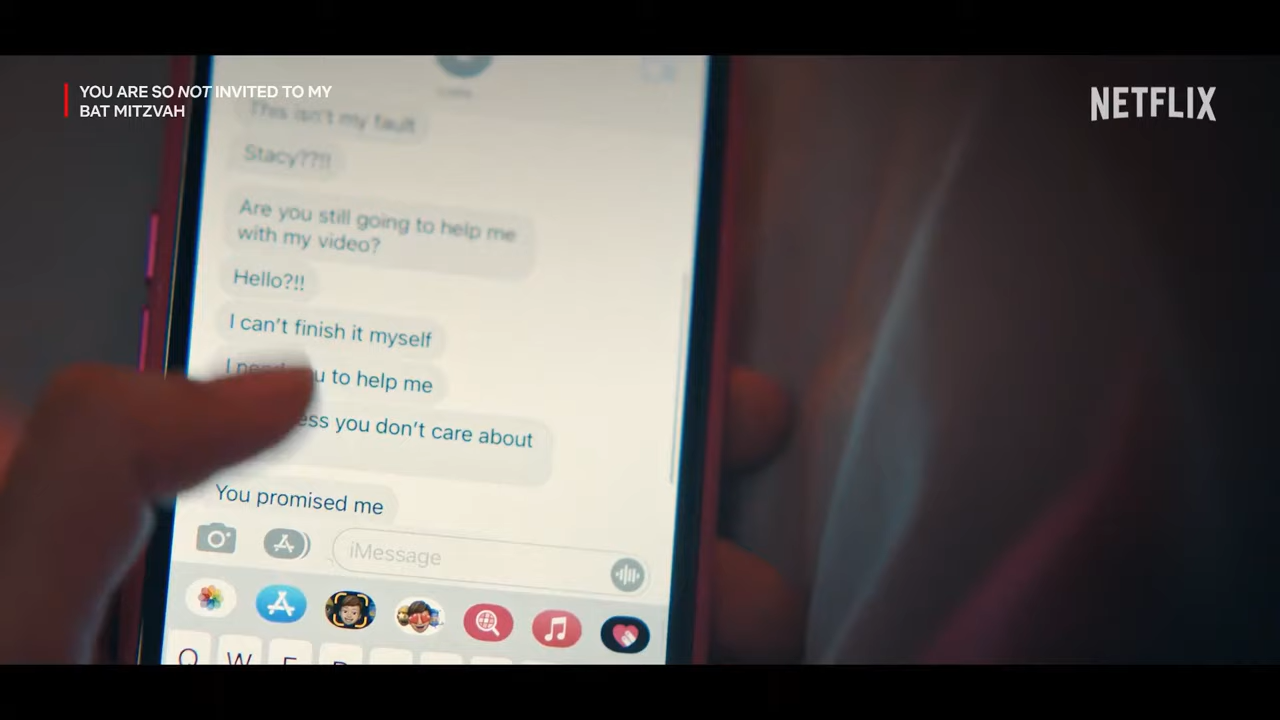 YOU ARE SO NOT INVITED TO MY
BAT MITZVAH
NETFLIX
This isn't my fault
Stacy??!!
Are you still going to help me
with my video?
Hello?!!
I can't finish it myself
I you to help me
you don't care about
You promised me
iMessage
Q W E